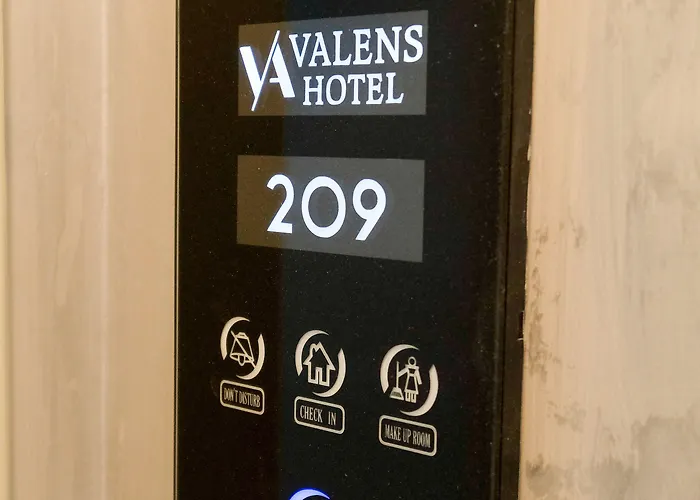 VA VALENS
HOTEL
209
DON'T DISTURB
CHECK IN
MAKE UP ROOM